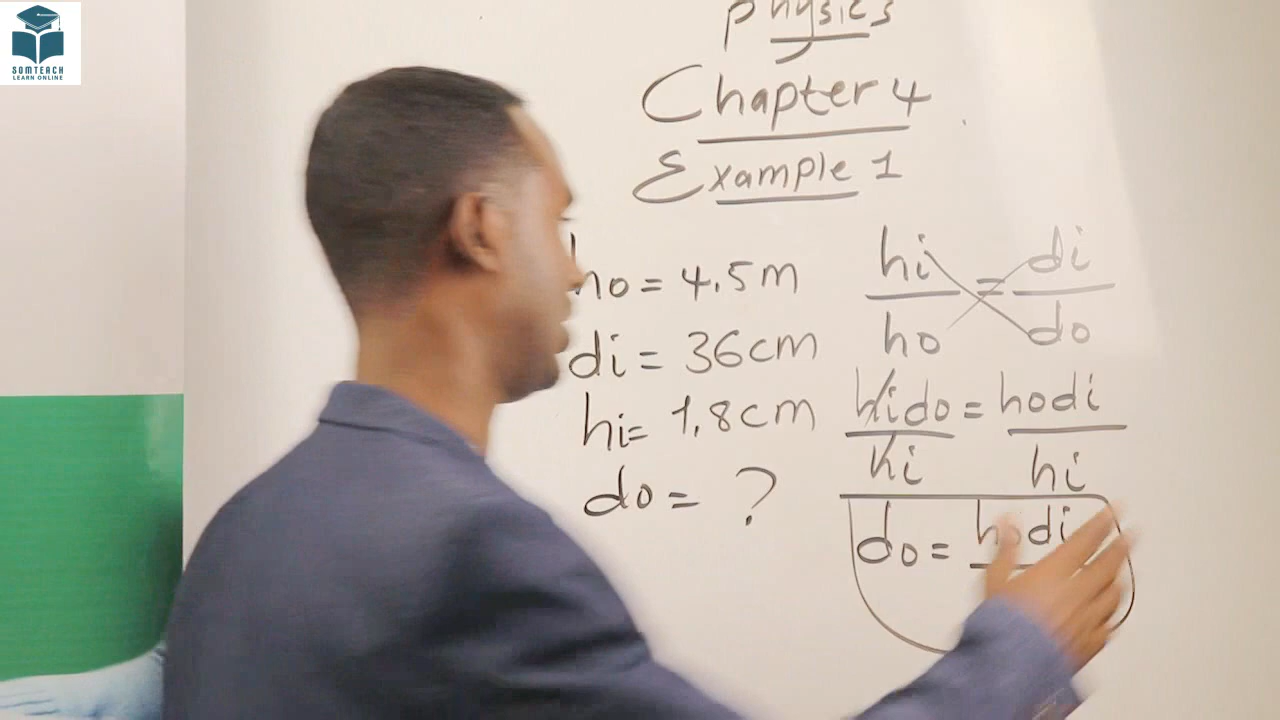 SOMTEACH
LEARN ONLINE
Physics
Chapter 4
Example 1
ho = 4.5m
di = 36cm
hi = 1.8cm
do = ?
hi/ho = di/do
hido/hi = hodi/hi
do = hodi